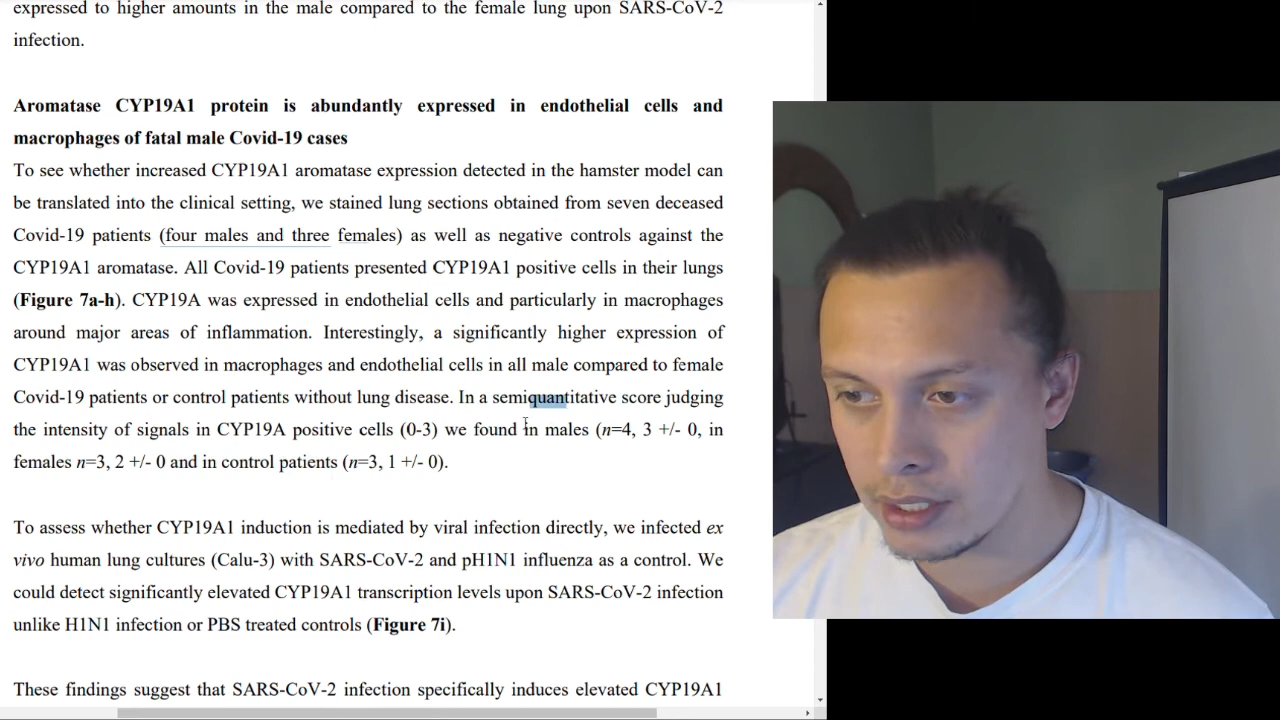 expressed to higher amounts in the male compared to the female lung upon SARS-CoV-2
infection.
Aromatase CYP19A1 protein is abundantly expressed in endothelial cells and
macrophages of fatal male Covid-19 cases
To see whether increased CYP19A1 aromatase expression detected in the hamster model can
be translated into the clinical setting, we stained lung sections obtained from seven deceased
Covid-19 patients (four males and three females) as well as negative controls against the
CYP19A1 aromatase. All Covid-19 patients presented CYP19A1 positive cells in their lungs
(Figure 7a-h). CYP19A was expressed in endothelial cells and particularly in macrophages
around major areas of inflammation. Interestingly, a significantly higher expression of
CYP19A1 was observed in macrophages and endothelial cells in all male compared to female
Covid-19 patients or control patients without lung disease. In a semiquantitative score judging
the intensity of signals in CYP19A positive cells (0-3) we found in males (n=4, 3 +/- 0, in
females n=3, 2 +/- 0 and in control patients (n=3, 1 +/- 0).
To assess whether CYP19A1 induction is mediated by viral infection directly, we infected ex
vivo human lung cultures (Calu-3) with SARS-CoV-2 and pH1N1 influenza as a control. We
could detect significantly elevated CYP19A1 transcription levels upon SARS-CoV-2 infection
unlike H1N1 infection or PBS treated controls (Figure 7i).
These findings suggest that SARS-CoV-2 infection specifically induces elevated CYP19A1